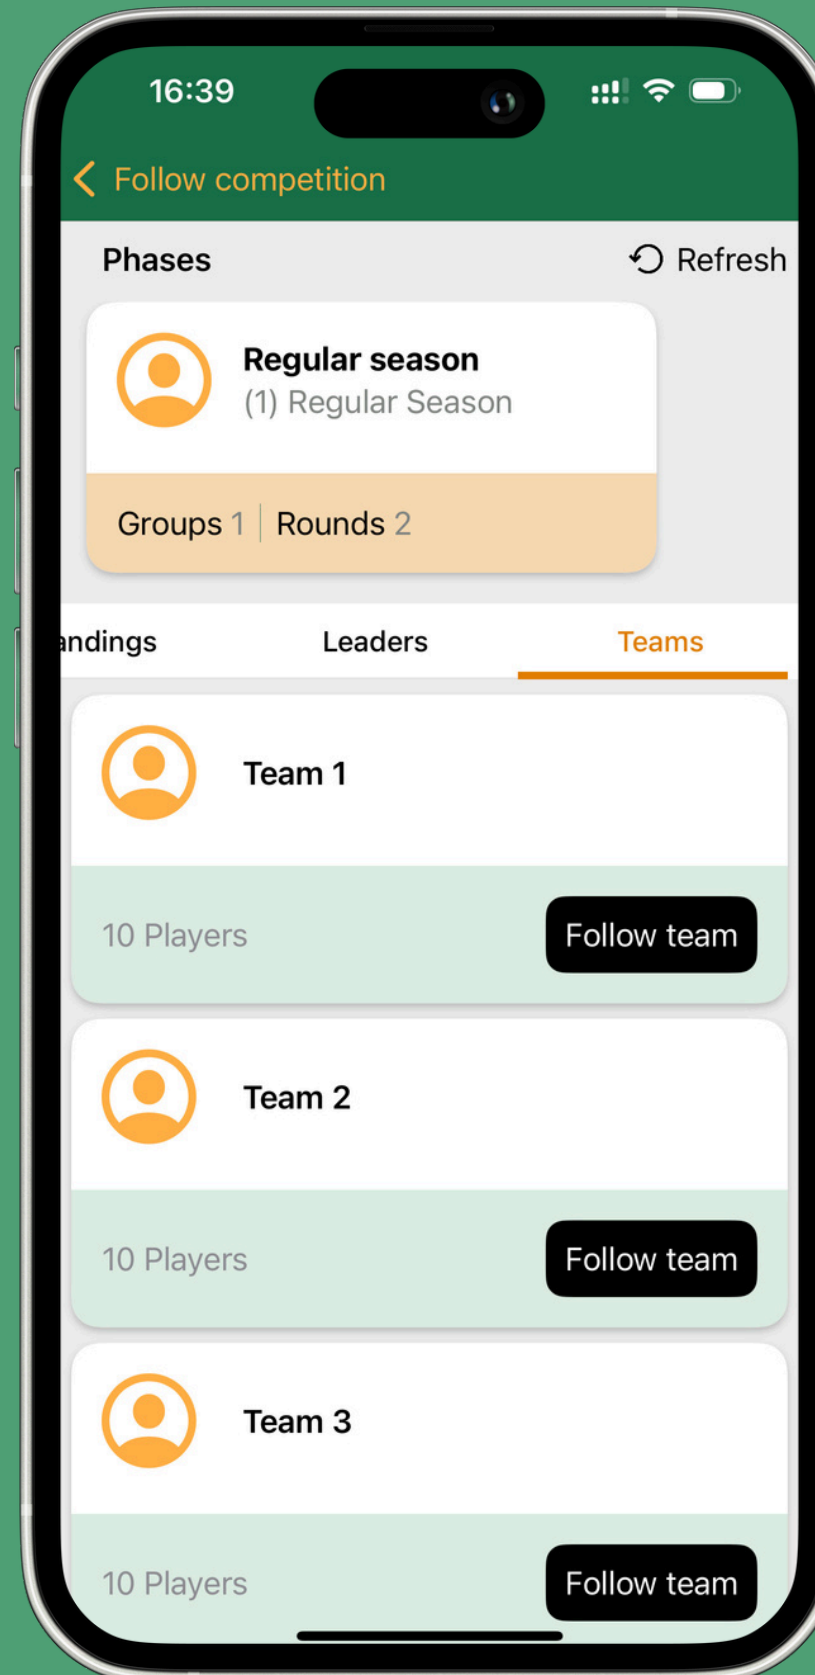 16:39
Follow competition
Phases
Refresh
Regular season
(1) Regular Season
Groups 1 Rounds 2
andings Leaders Teams
Team 1
10 Players Follow team
Team 2
10 Players Follow team
Team 3
10 Players Follow team